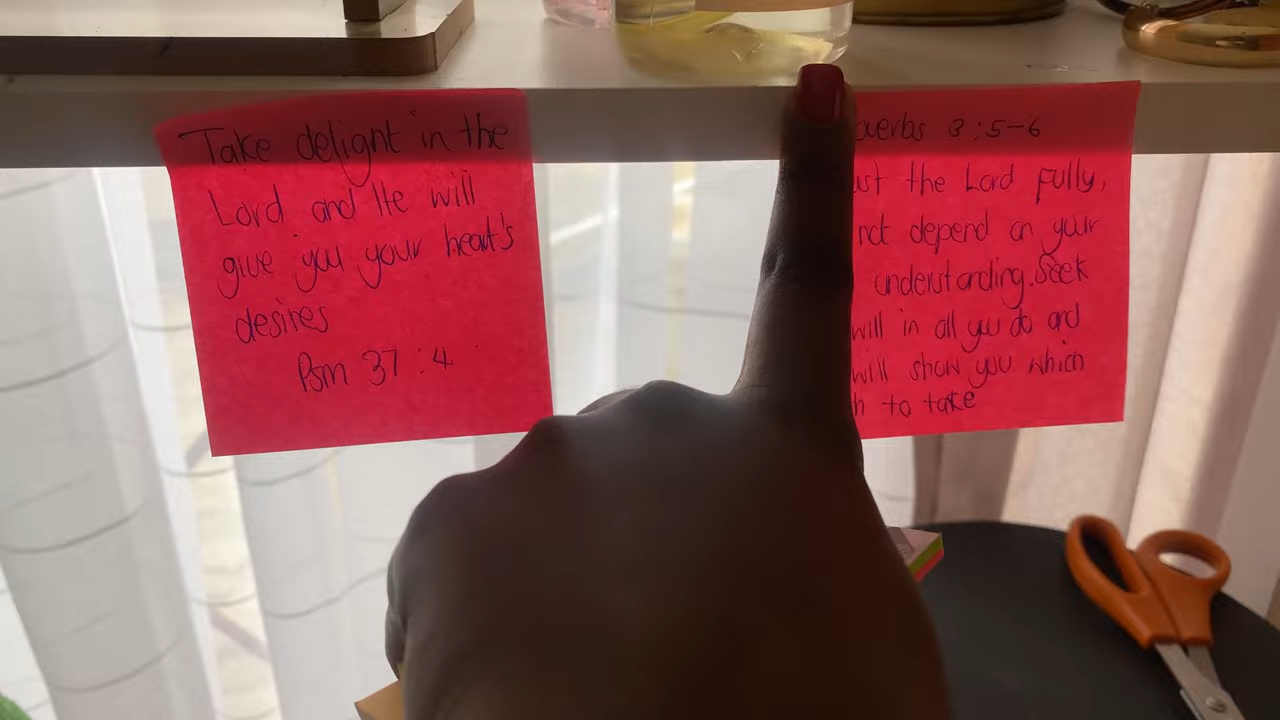 Take delight in the
Lord and He will
give you your heart's
desires
Psm 37:4
overbs 3:5-6
ust the Lord fully,
not depend on your
understanding. Seek
will in all you do and
will show you which
h to take